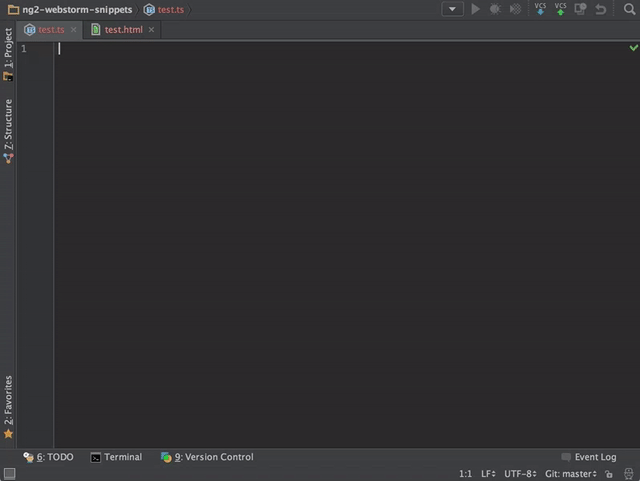 ng2-webstorm-snippets test.ts
VCS VCS
test.ts test.html
1
1: Project
7: Structure
2: Favorites
6: TODO Terminal 9: Version Control Event Log
1:1 LF UTF-8 Git: master